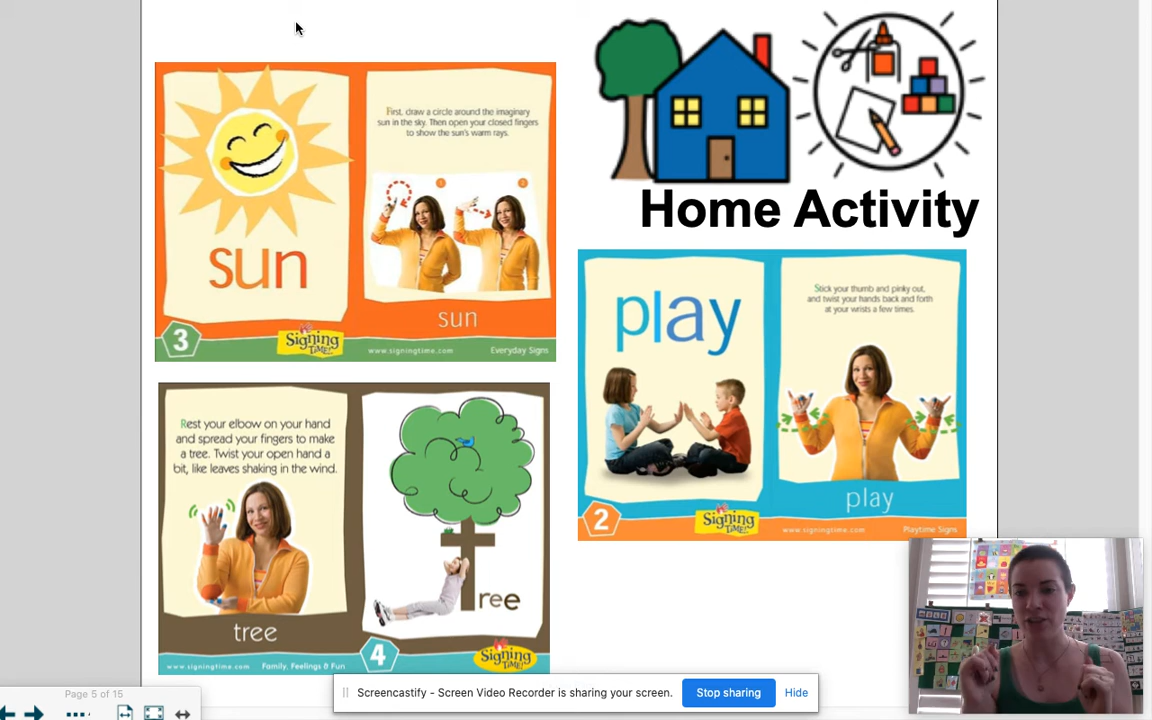 First, draw a circle around the imaginary
sun in the sky. Then open your closed fingers
to show the sun's warm rays.
1
2
sun
sun
3
Signing
TIME!
www.signingtime.com
Everyday Signs
Home Activity
play
Stick your thumb and pinky out,
and twist your hands back and forth
at your wrists a few times.
play
2
Signing
TIME!
www.signingtime.com
Playtime Signs
Rest your elbow on your hand
and spread your fingers to make
a tree. Twist your open hand a
bit, like leaves shaking in the wind.
tree
tree
www.signingtime.com
Family, Feelings & Fun
4
Signing
TIME!
Page 5 of 15
Screencastify - Screen Video Recorder is sharing your screen.
Stop sharing
Hide